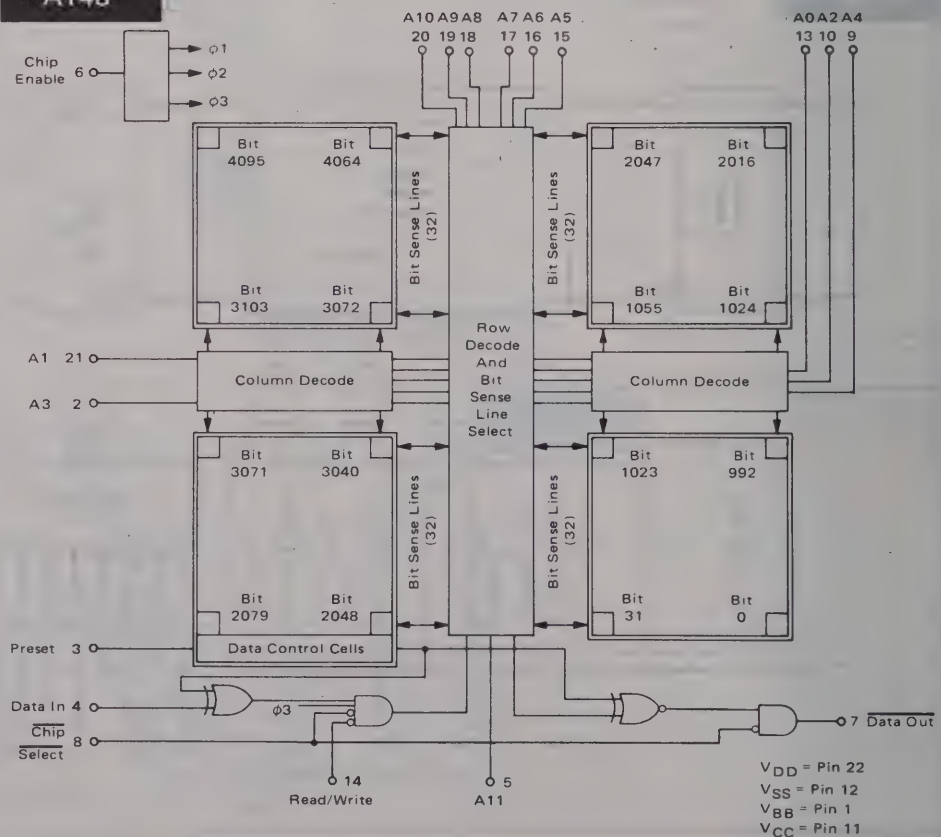 A148
A10 A9 A8 A7 A6 A5 A0 A2 A4
20 19 18 17 16 15 13 10 9
Chip
Enable
6
ϕ1
ϕ2
ϕ3
Bit
4095
Bit
4064
Bit
3103
Bit
3072
Bit Sense Lines
(32)
Bit Sense Lines
(32)
Bit
2047
Bit
2016
Bit
1055
Bit
1024
A1 21
A3 2
Column Decode
Row
Decode
And
Bit
Sense
Line
Select
Column Decode
Bit
3071
Bit
3040
Bit
2079
Bit
2048
Data Control Cells
Bit Sense Lines
(32)
Bit Sense Lines
(32)
Bit
1023
Bit
992
Bit
31
Bit
0
Preset 3
Data In 4
ϕ3
Chip
Select
8
14
Read/Write
5
A11
7 Data Out
VDD = Pin 22
VSS = Pin 12
VBB = Pin 1
VCC = Pin 11